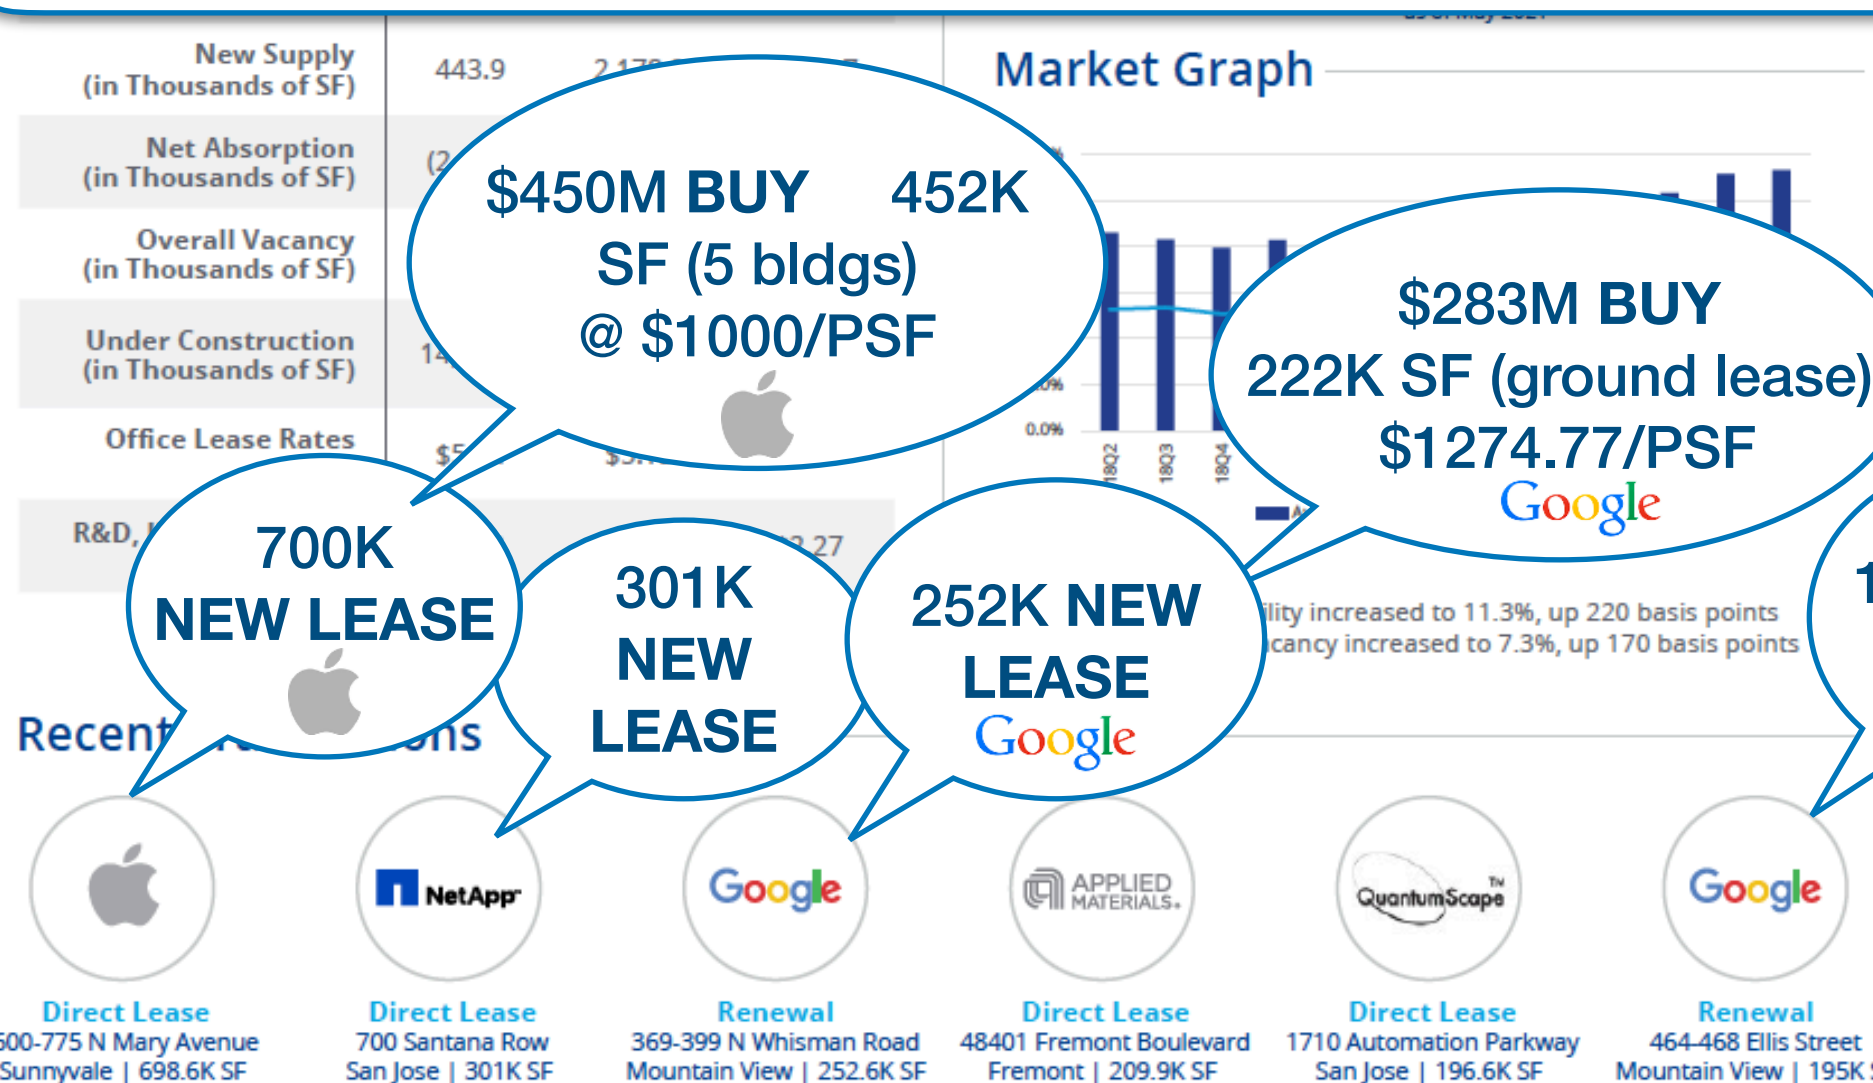 as of May 2021
New Supply
(in Thousands of SF)
443.9
Net Absorption
(in Thousands of SF)
Overall Vacancy
(in Thousands of SF)
Under Construction
(in Thousands of SF)
Office Lease Rates
R&D,
Market Graph
0.0%
18Q2
18Q3
18Q4
$450M BUY 452K
SF (5 bldgs)
@ $1000/PSF
$283M BUY
222K SF (ground lease)
$1274.77/PSF
Google
700K
NEW LEASE
301K
NEW
LEASE
252K NEW
LEASE
Google
increased to 11.3%, up 220 basis points
increased to 7.3%, up 170 basis points
Recent
NetApp
Google
APPLIED
MATERIALS
QuantumScape TM
Google
Direct Lease
N Mary Avenue
Sunnyvale | 698.6K SF
Direct Lease
700 Santana Row
San Jose | 301K SF
Renewal
369-399 N Whisman Road
Mountain View | 252.6K SF
Direct Lease
48401 Fremont Boulevard
Fremont | 209.9K SF
Direct Lease
1710 Automation Parkway
San Jose | 196.6K SF
Renewal
464-468 Ellis Street
Mountain View | 195K